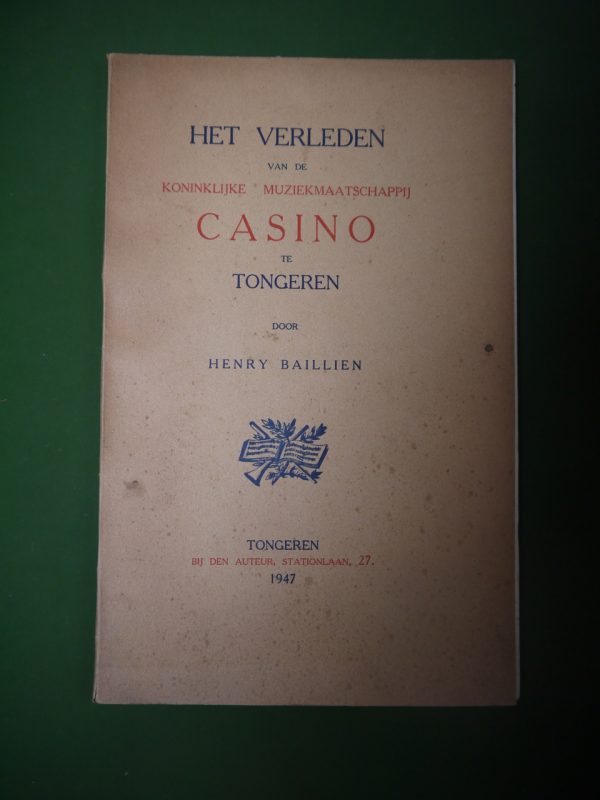 HET VERLEDEN
VAN DE
KONINKLIJKE MUZIEKMAATSCHAPPIJ
CASINO
TE
TONGEREN
DOOR
HENRY BAILLIEN
TONGEREN
BIJ DEN AUTEUR, STATIONLAAN, 27.
1947